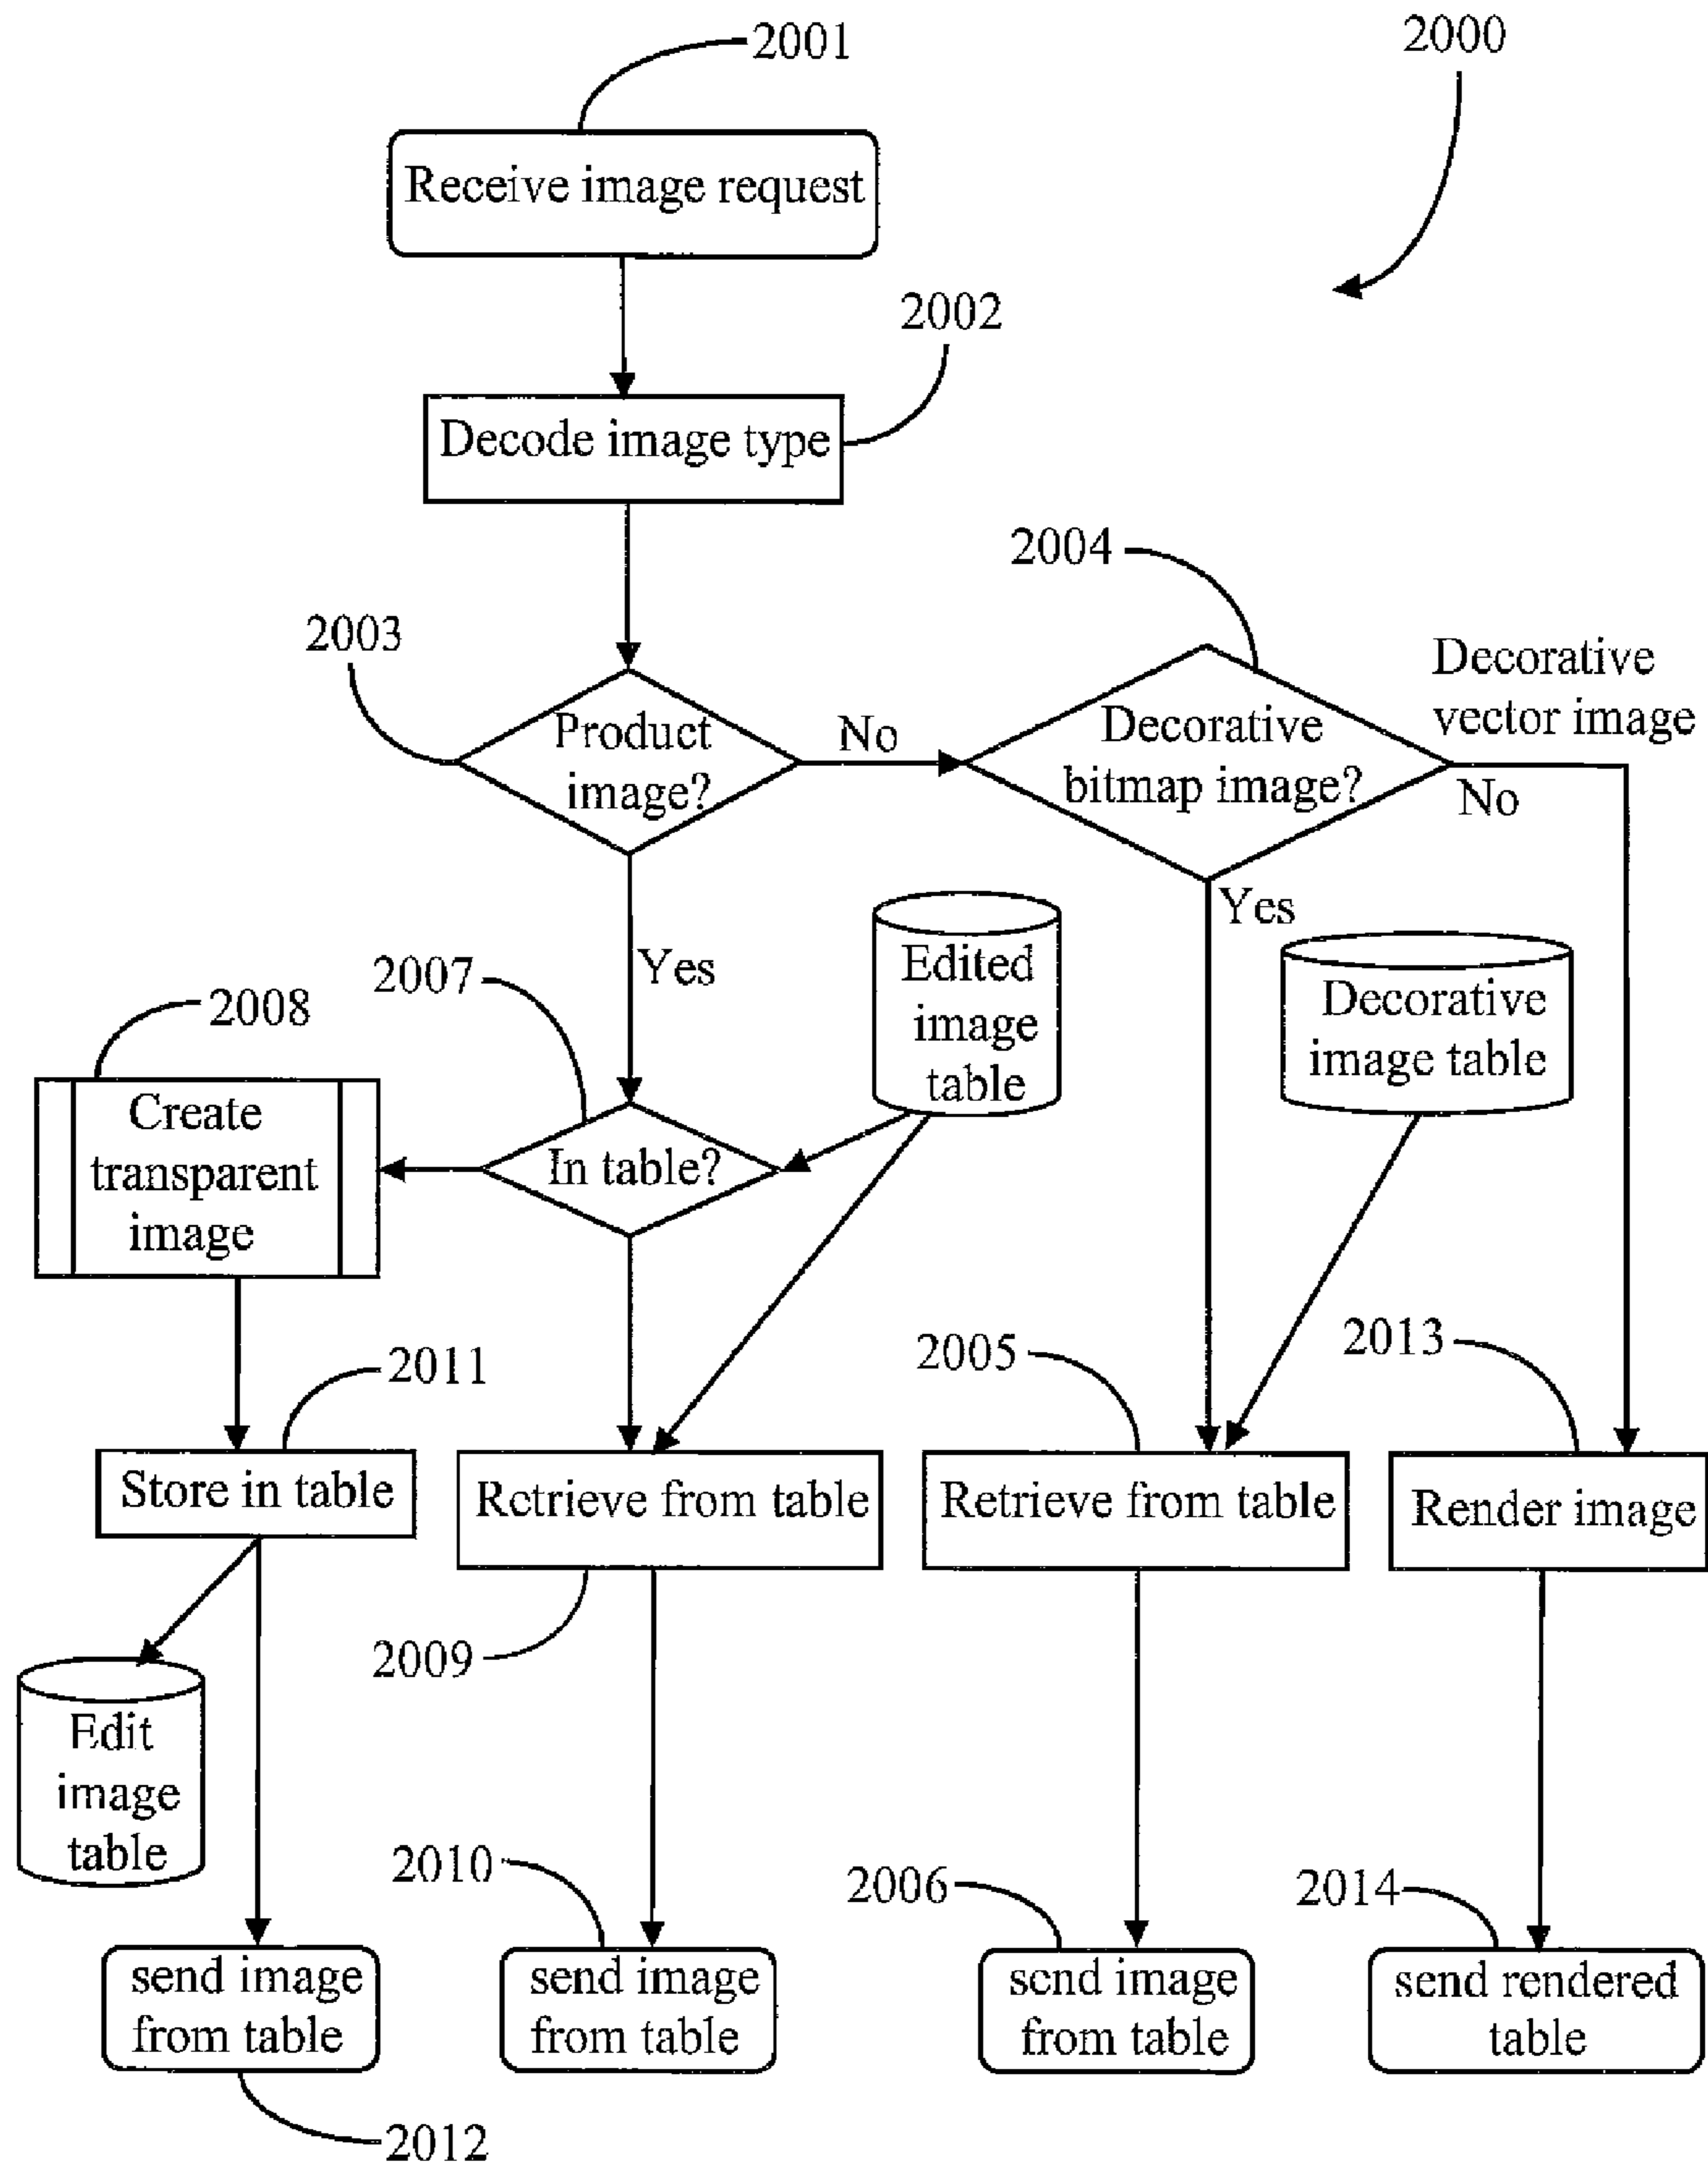 2001
2000
Receive image request
2002
Decode image type
2004
2003
Decorative
vector image
Product
image?
No
Decorative
bitmap image?
No
Yes
Yes
2007
2008
Edited
image
table
Decorative
image table
Create
transparent
image
In table?
2011
2005
2013
Store in table
Retrieve from table
Retrieve from table
Render image
2009
Edit
image
table
2010
2006
2014
send image
from table
send image
from table
send image
from table
send rendered
table
2012